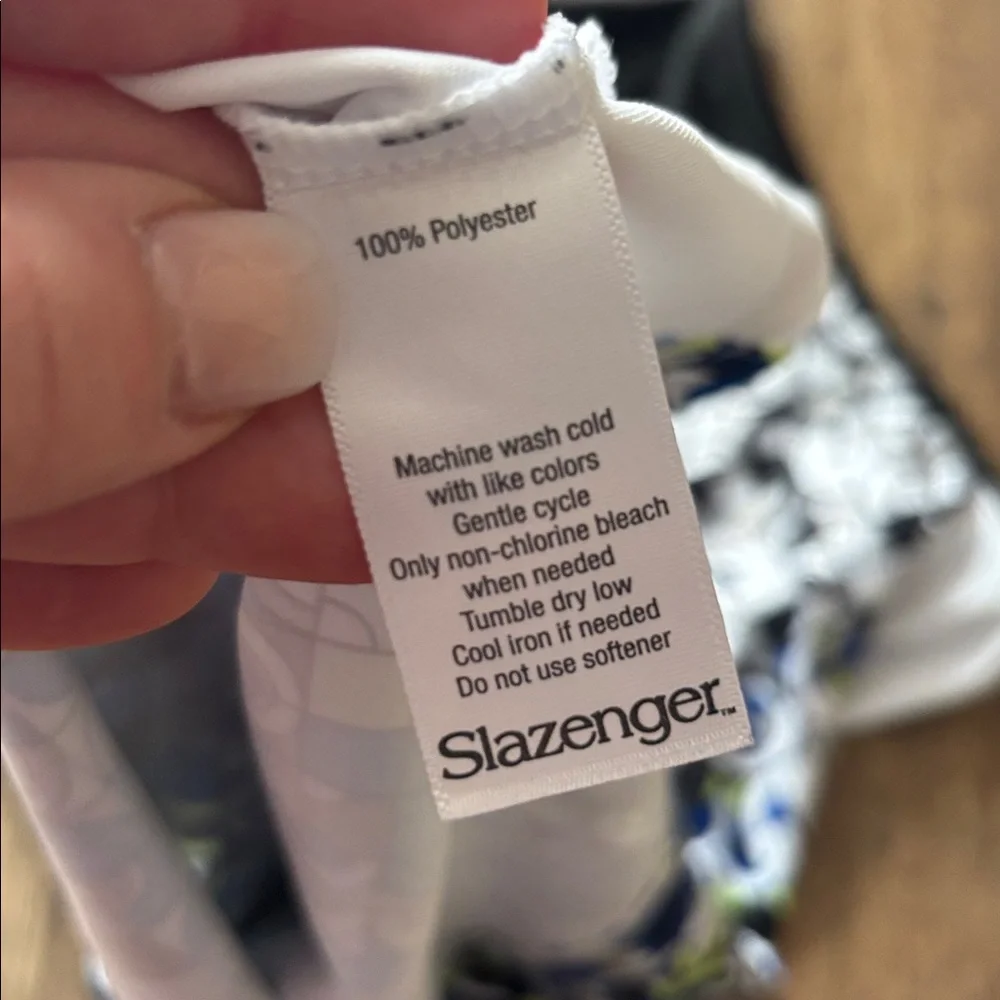 100% Polyester
Machine wash cold
with like colors
Gentle cycle
Only non-chlorine bleach
when needed
Tumble dry low
Cool iron if needed
Do not use softener
Slazenger™